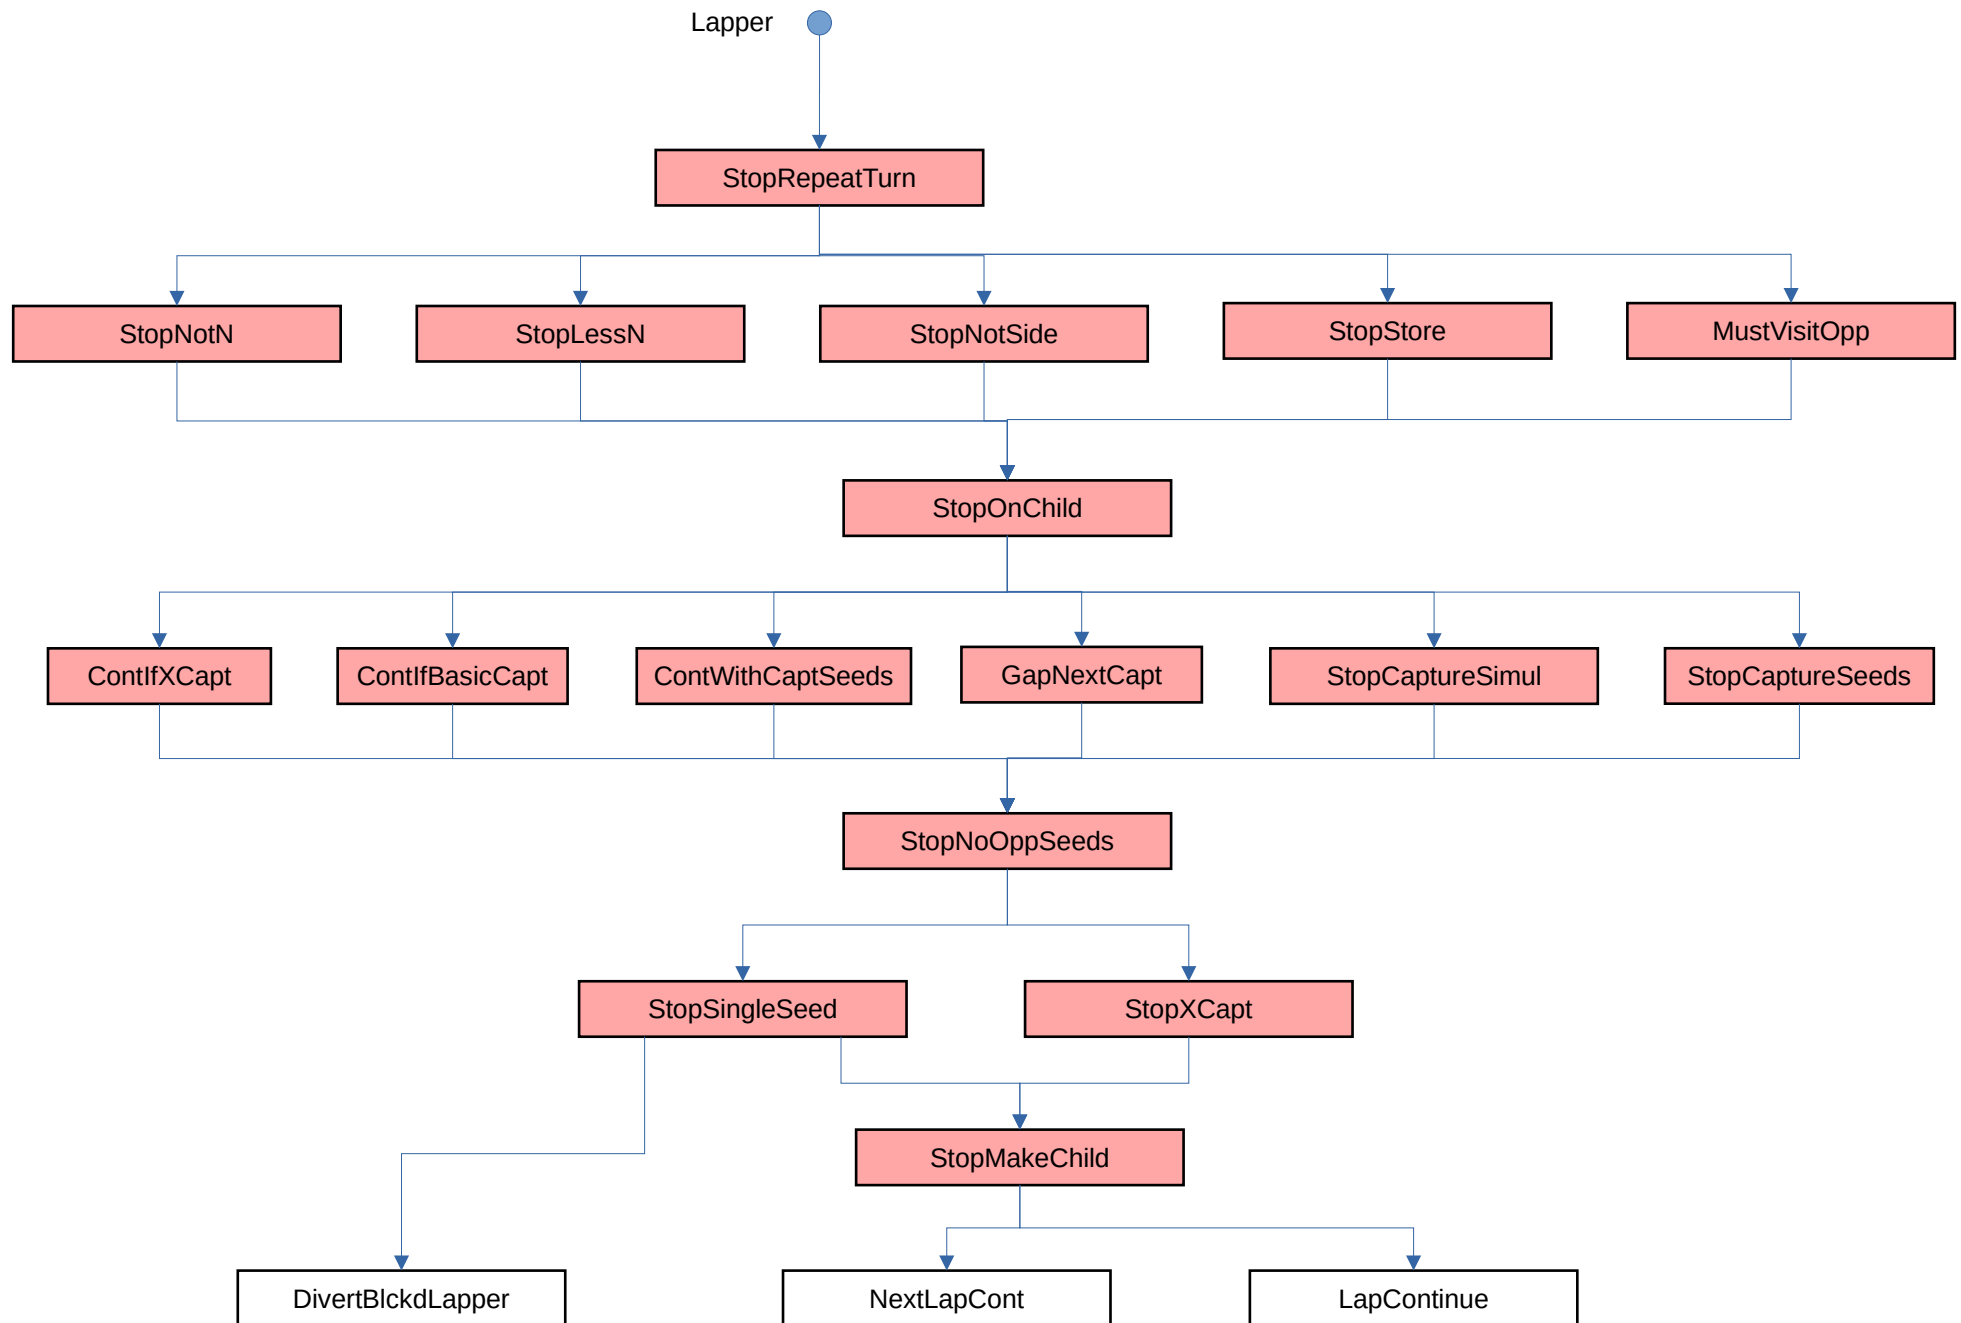 Lapper
StopRepeatTurn
StopNotN
StopLessN
StopNotSide
StopStore
MustVisitOpp
StopOnChild
ContIfXCapt
ContIfBasicCapt
ContWithCaptSeeds
GapNextCapt
StopCaptureSimul
StopCaptureSeeds
StopNoOppSeeds
StopSingleSeed
StopXCapt
StopMakeChild
DivertBlckdLapper
NextLapCont
LapContinue